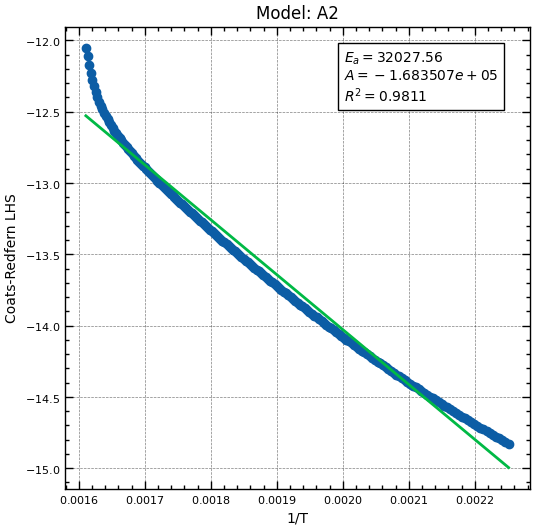 Model: A2
Coats-Redfern LHS
−12.0
−12.5
−13.0
−13.5
−14.0
−14.5
−15.0
E_a = 32027.56
A = −1.683507e + 05
R² = 0.9811
0.0016 0.0017 0.0018 0.0019 0.0020 0.0021 0.0022
1/T